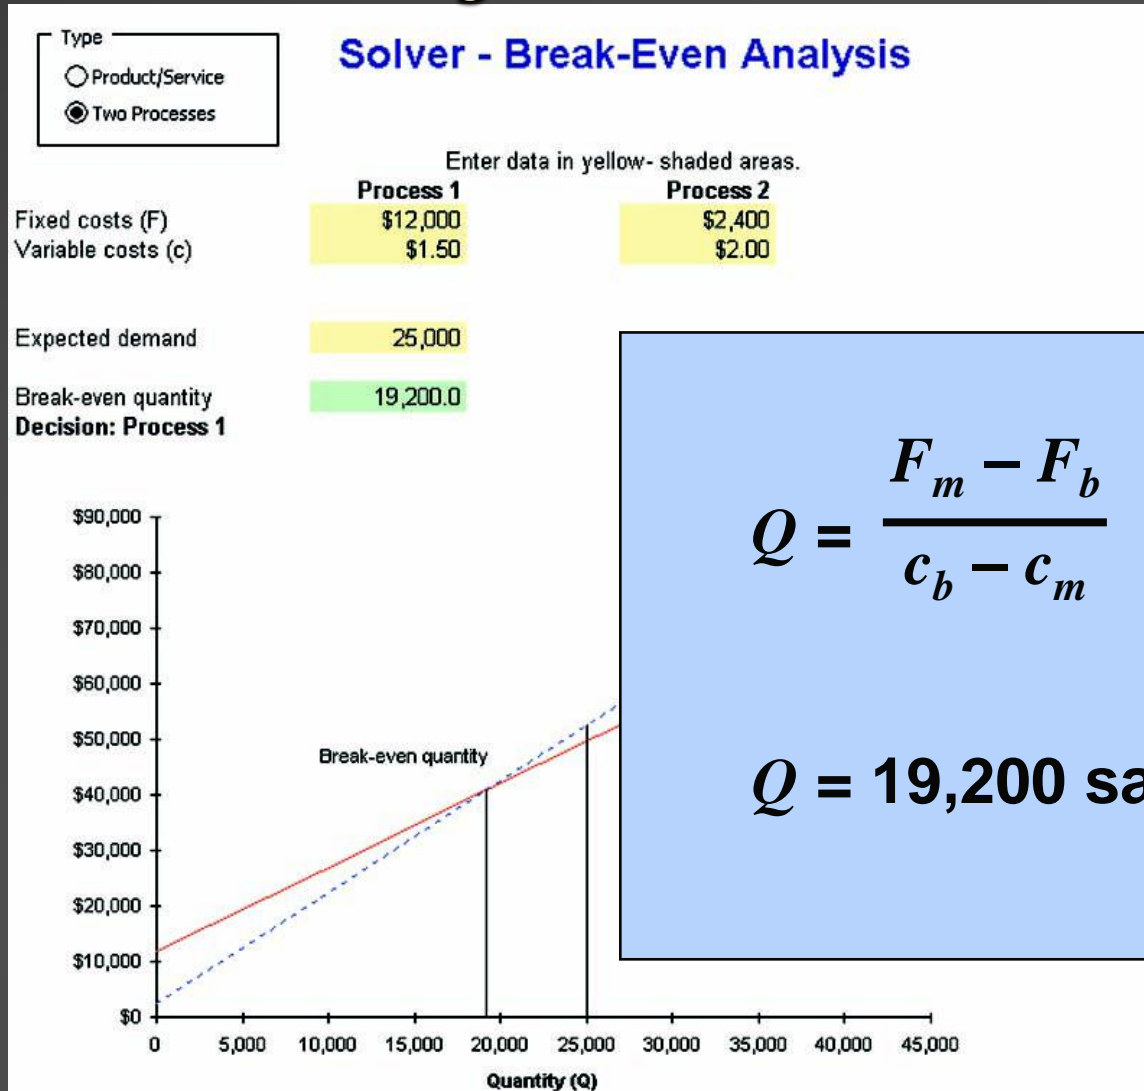 Type
Product/Service
Two Processes
Solver - Break-Even Analysis
Enter data in yellow- shaded areas.
Process 1 Process 2
Fixed costs (F) $12,000 $2,400
Variable costs (c) $1.50 $2.00
Expected demand 25,000
Break-even quantity 19,200.0
Decision: Process 1
Q = F_m – F_b / c_b – c_m
Q = 19,200 sa
$90,000
$80,000
$70,000
$60,000
$50,000
Break-even quantity
$40,000
$30,000
$20,000
$10,000
$0
0 5,000 10,000 15,000 20,000 25,000 30,000 35,000 40,000 45,000
Quantity (Q)